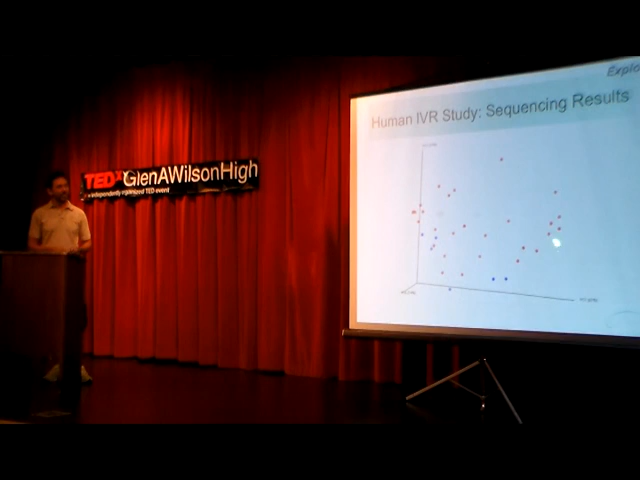 TEDxGlenAWilsonHigh
x = independently organized TED event
Explo
Human IVR Study: Sequencing Results